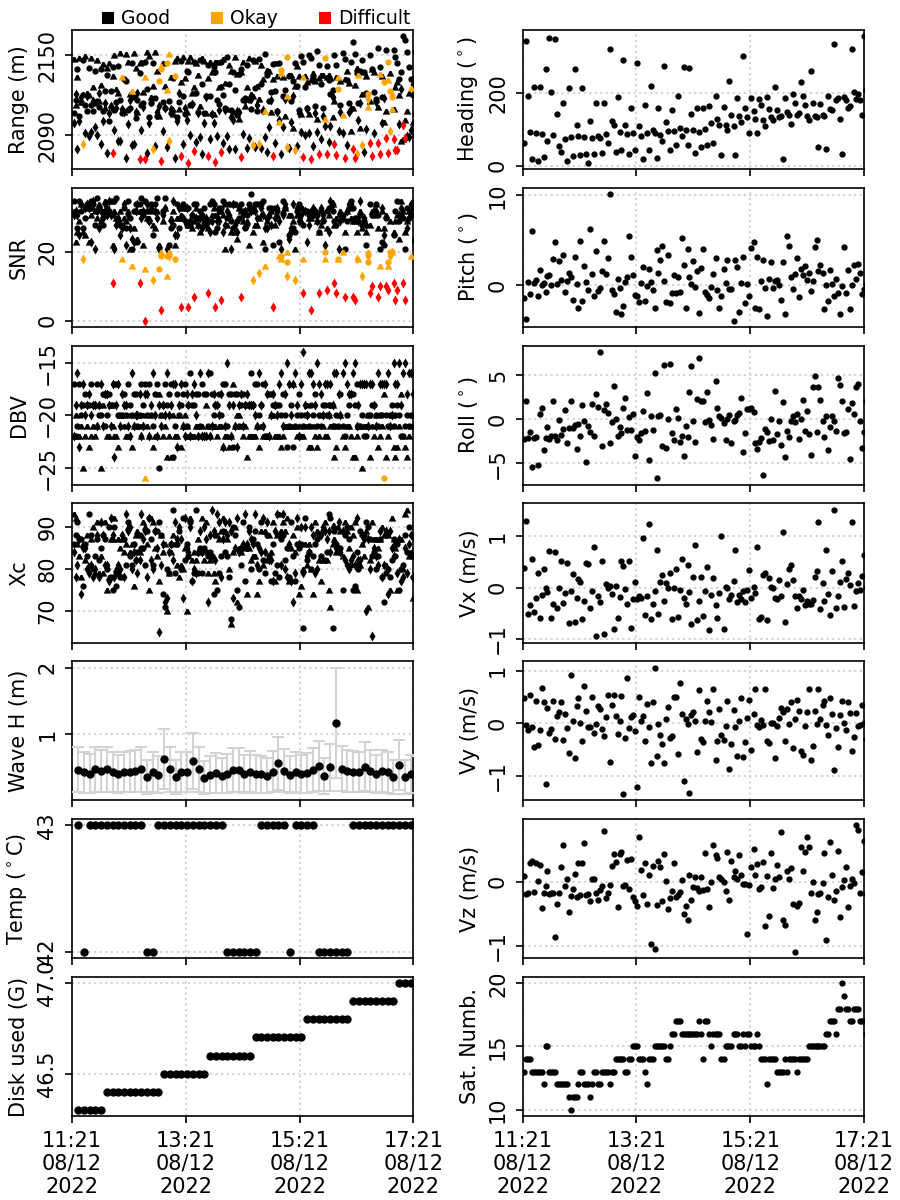 Good Okay Difficult
Range (m)
2150
2090
Heading (°)
200
0
SNR
20
0
Pitch (°)
10
0
DBV
−15
−20
−25
Roll (°)
5
0
−5
Xc
90
80
70
Vx (m/s)
1
0
−1
Wave H (m)
2
1
Vy (m/s)
1
0
−1
Temp (°C)
43
42
Vz (m/s)
0
−1
Disk used (G)
47.0
46.5
Sat. Numb.
20
15
10
11:21 13:21 15:21 17:21 11:21 13:21 15:21 17:21
08/12 08/12 08/12 08/12 08/12 08/12 08/12 08/12
2022 2022 2022 2022 2022 2022 2022 2022